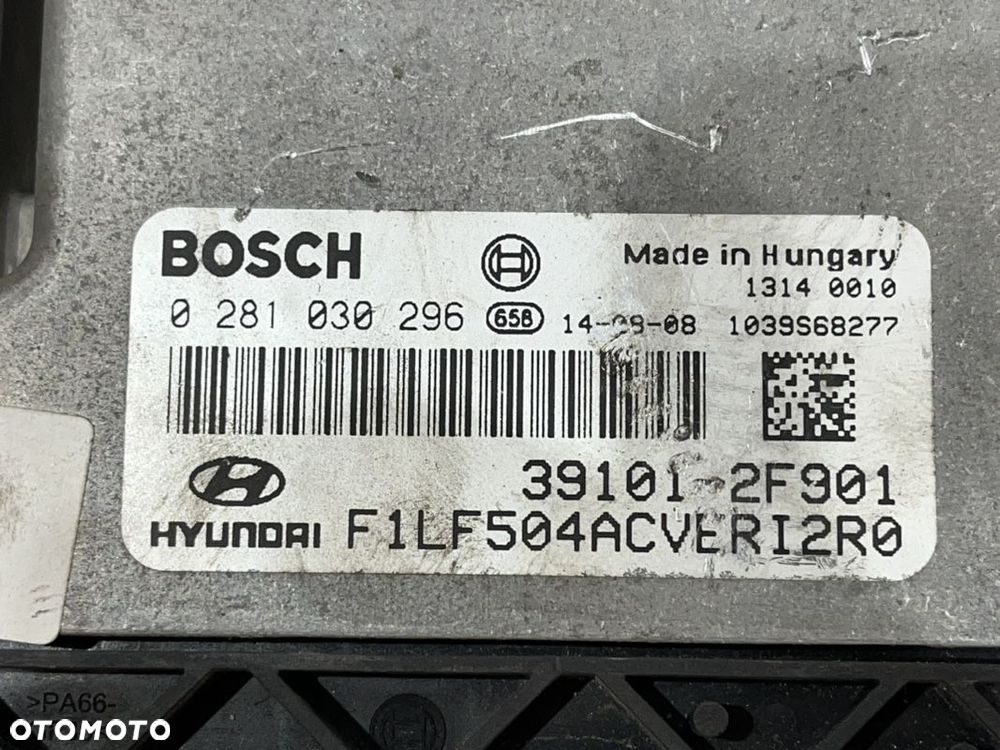 BOSCH
Made in Hungary
1314 0010
0 281 030 296 658 14-08-08 1039S68277
39101-2F901
HYUNDAI F1LF504ACVERI2R0
>PA66-
OTOMOTO